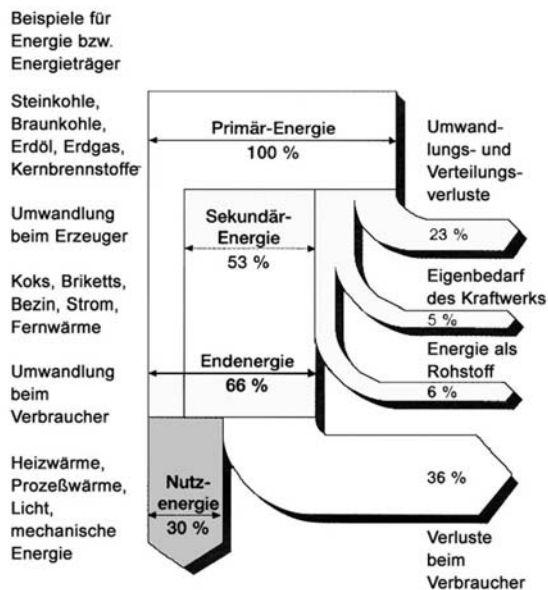 Beispiele für
Energie bzw.
Energieträger
Steinkohle,
Braunkohle,
Erdöl, Erdgas,
Kernbrennstoffe
Umwandlung
beim Erzeuger
Koks, Briketts,
Bezin, Strom,
Fernwärme
Umwandlung
beim
Verbraucher
Heizwärme,
Prozeßwärme,
Licht,
mechanische
Energie
Primär-Energie
100 %
Sekundär-
Energie
53 %
Endenergie
66 %
Nutz-
energie
30 %
Umwand-
lungs- und
Verteilungs-
verluste
23 %
Eigenbedarf
des Kraftwerks
5 %
Energie als
Rohstoff
6 %
36 %
Verluste
beim
Verbraucher